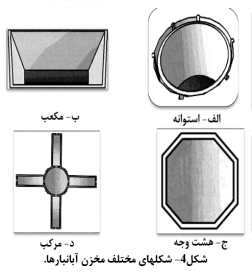 الف- استوانه
ب- مکعب
ج- هشت وجه
د- مرکب
شکل4- شکلهای مختلف مخزن آبانبارها.